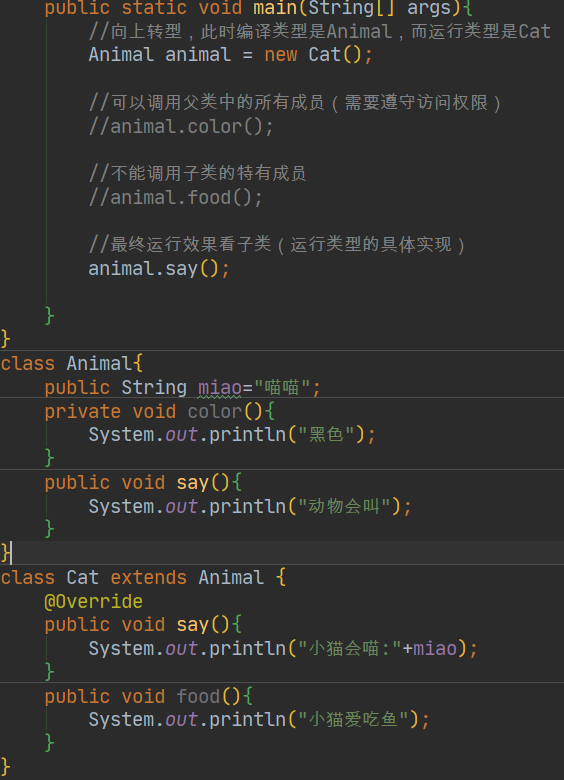 public static void main(String[] args){
//向上转型，此时编译类型是Animal，而运行类型是Cat
Animal animal = new Cat();
//可以调用父类中的所有成员（需要遵守访问权限）
//animal.color();
//不能调用子类的特有成员
//animal.food();
//最终运行效果看子类（运行类型的具体实现）
animal.say();
}
}
class Animal{
public String miao="喵喵";
private void color(){
System.out.println("黑色");
}
public void say(){
System.out.println("动物会叫");
}
}
class Cat extends Animal {
@Override
public void say(){
System.out.println("小猫会喵:"+miao);
}
public void food(){
System.out.println("小猫爱吃鱼");
}
}